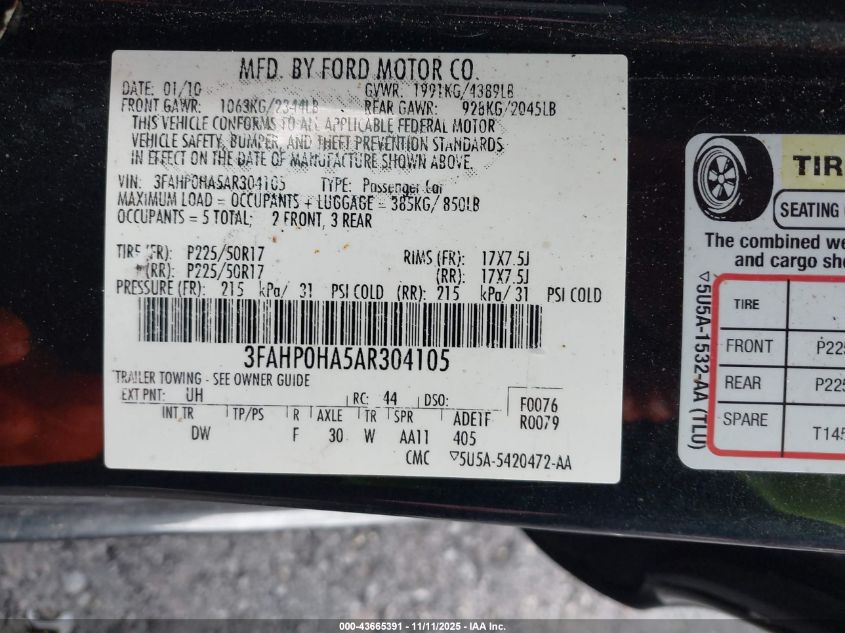 MFD. BY FORD MOTOR CO.
DATE: 01/10 GVWR: 1991KG/4389LB
FRONT GAWR: 1063KG/2344LB REAR GAWR: 928KG/2045LB
THIS VEHICLE CONFORMS TO ALL APPLICABLE FEDERAL MOTOR
VEHICLE SAFETY, BUMPER, AND THEFT PREVENTION STANDARDS
IN EFFECT ON THE DATE OF MANUFACTURE SHOWN ABOVE.
VIN: 3FAHP0HA5AR304105 TYPE: Passenger Car
MAXIMUM LOAD = OCCUPANTS + LUGGAGE = 385KG/ 850LB
OCCUPANTS = 5 TOTAL; 2 FRONT, 3 REAR
TIRE (FR): P225/50R17 RIMS (FR): 17X7.5J
(RR): P225/50R17 (RR): 17X7.5J
PRESSURE (FR): 215 kPa/ 31 PSI COLD (RR): 215 kPa/ 31 PSI COLD
3FAHP0HA5AR304105
TRAILER TOWING - SEE OWNER GUIDE
EXT PNT: UH RC: 44 DSO: F0076
INT TR TP/PS R AXLE TR SPR ADE1F R0079
DW F 30 W AA11 405
CMC ▽5U5A-5420472-AA
TIR
SEATING
The combined we
and cargo sho
TIRE
FRONT P225
REAR P225
SPARE T145
▽5U5A-1532-AA (TLU)
000-43665391 - 11/11/2025 - IAA Inc.